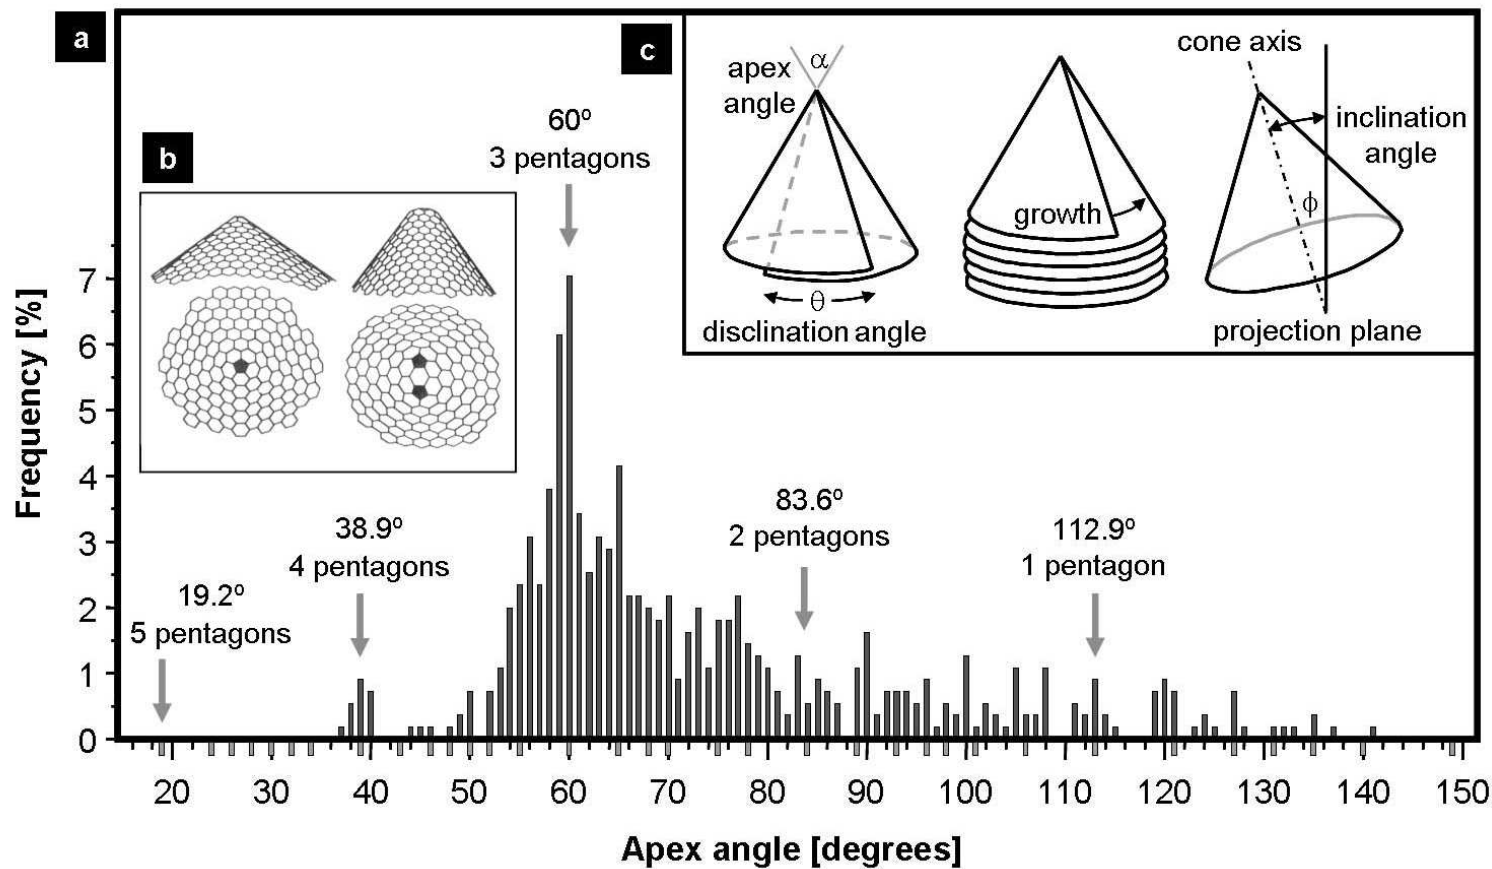 a
b
c
60º
3 pentagons
38.9º
4 pentagons
19.2º
5 pentagons
83.6º
2 pentagons
112.9º
1 pentagon
apex
angle
α
θ
disclination angle
growth
cone axis
inclination
angle
ϕ
projection plane
Frequency [%]
7
6
5
4
3
2
1
0
20 30 40 50 60 70 80 90 100 110 120 130 140 150
Apex angle [degrees]